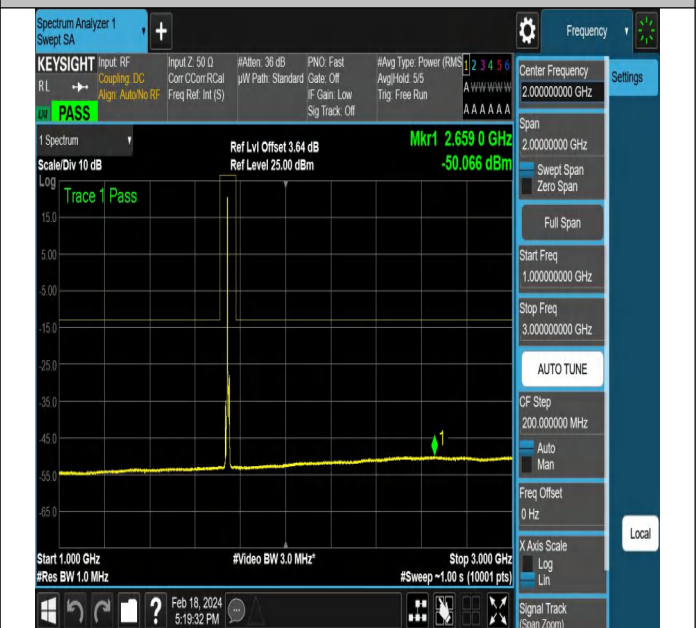 Spectrum Analyzer 1
Swept SA
+
Frequency
KEYSIGHT
RL
PASS
Input: RF
Coupling: DC
Align: Auto/No RF
Input Z: 50 Ω
Corr CCorr RCal
Freq Ref: Int (S)
#Atten: 36 dB
µW Path: Standard
PNO: Fast
Gate: Off
IF Gain: Low
Sig Track: Off
#Avg Type: Power (RMS
Avg|Hold: 5/5
Trig: Free Run
1 2 3 4 5 6
A W W W W W
A A A A A A
1 Spectrum
Scale/Div 10 dB
Ref Lvl Offset 3.64 dB
Ref Level 25.00 dBm
Mkr1 2.659 0 GHz
-50.066 dBm
Log
Trace 1 Pass
15.0
5.00
-5.00
-15.0
-25.0
-35.0
-45.0
-55.0
-65.0
1
Start 1.000 GHz
#Video BW 3.0 MHz*
Stop 3.000 GHz
#Res BW 1.0 MHz
#Sweep ~1.00 s (10001 pts)
?
Feb 18, 2024
5:19:32 PM
Center Frequency
2.000000000 GHz
Settings
Span
2.00000000 GHz
Swept Span
Zero Span
Full Span
Start Freq
1.000000000 GHz
Stop Freq
3.000000000 GHz
AUTO TUNE
CF Step
200.000000 MHz
Auto
Man
Freq Offset
0 Hz
Local
X Axis Scale
Log
Lin
Signal Track
(Span Zoom)